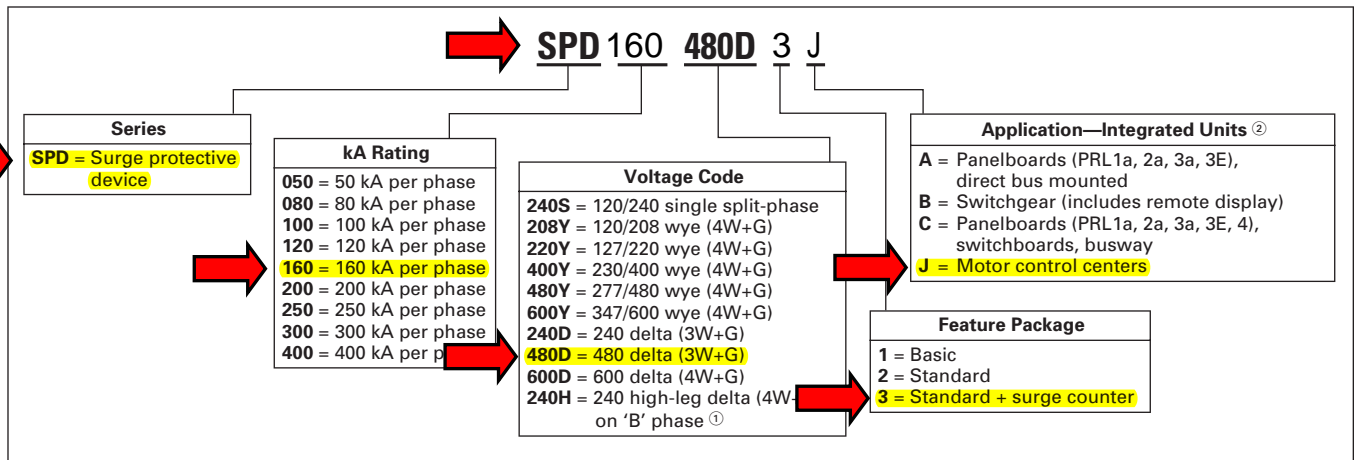 SPD 160 480D 3 J
Series
SPD = Surge protective
device
kA Rating
050 = 50 kA per phase
080 = 80 kA per phase
100 = 100 kA per phase
120 = 120 kA per phase
160 = 160 kA per phase
200 = 200 kA per phase
250 = 250 kA per phase
300 = 300 kA per phase
400 = 400 kA per
Voltage Code
240S = 120/240 single split-phase
208Y = 120/208 wye (4W+G)
220Y = 127/220 wye (4W+G)
400Y = 230/400 wye (4W+G)
480Y = 277/480 wye (4W+G)
600Y = 347/600 wye (4W+G)
240D = 240 delta (3W+G)
480D = 480 delta (3W+G)
600D = 600 delta (4W+G)
240H = 240 high-leg delta (4W
on ‘B’ phase ①
Application—Integrated Units ②
A = Panelboards (PRL1a, 2a, 3a, 3E),
direct bus mounted
B = Switchgear (includes remote display)
C = Panelboards (PRL1a, 2a, 3a, 3E, 4),
switchboards, busway
J = Motor control centers
Feature Package
1 = Basic
2 = Standard
3 = Standard + surge counter